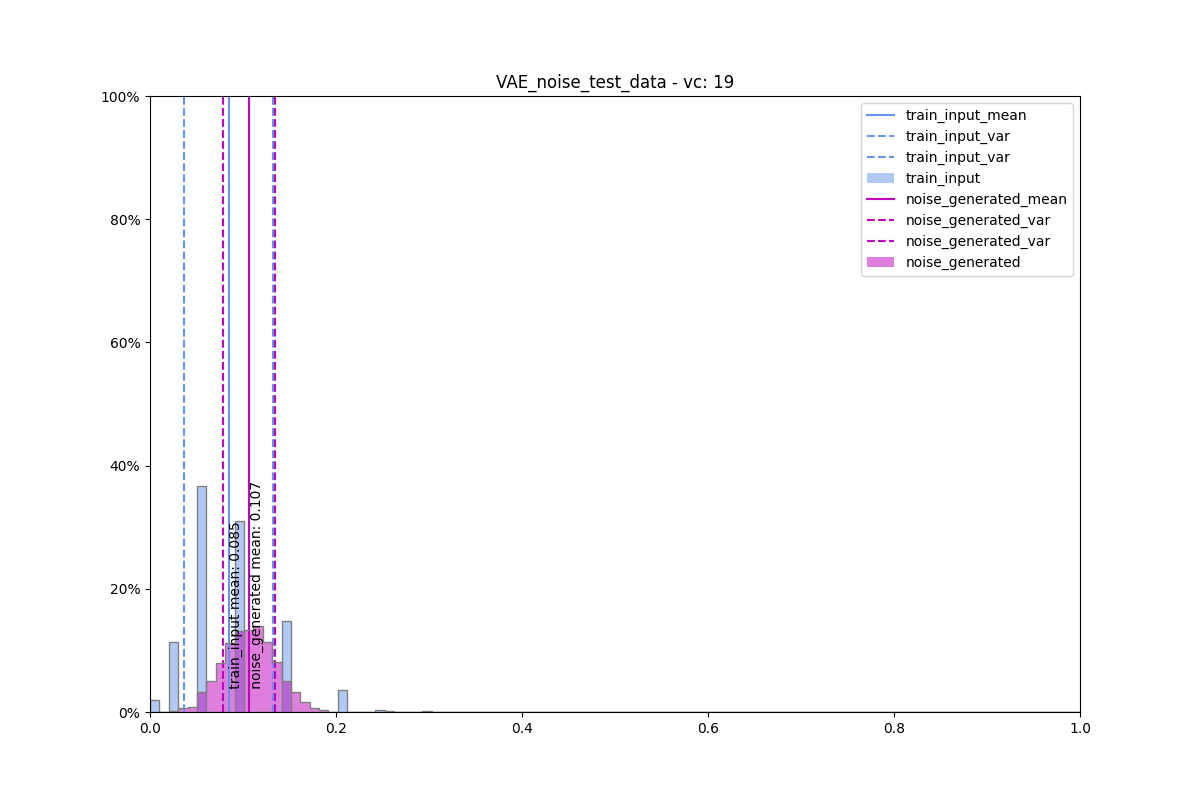 VAE_noise_test_data - vc: 19
100%
80%
60%
40%
20%
0%
0.0
0.2
0.4
0.6
0.8
1.0
train_input_mean
train_input_var
train_input_var
train_input
noise_generated_mean
noise_generated_var
noise_generated_var
noise_generated
train_input mean: 0.085
noise_generated mean: 0.107